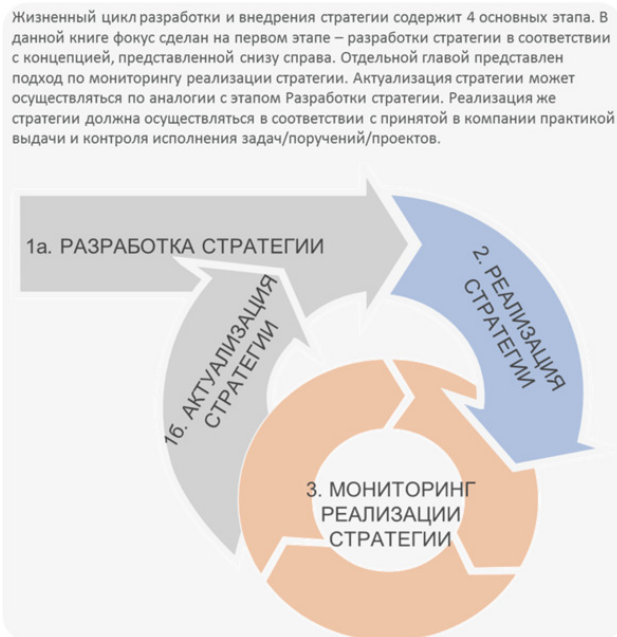 Жизненный цикл разработки и внедрения стратегии содержит 4 основных этапа. В
данной книге фокус сделан на первом этапе – разработки стратегии в соответствии
с концепцией, представленной снизу справа. Отдельной главой представлен
подход по мониторингу реализации стратегии. Актуализация стратегии может
осуществляться по аналогии с этапом Разработки стратегии. Реализация же
стратегии должна осуществляться в соответствии с принятой в компании практикой
выдачи и контроля исполнения задач/поручений/проектов.
1а. РАЗРАБОТКА СТРАТЕГИИ
2. РЕАЛИЗАЦИЯ
СТРАТЕГИИ
1б. АКТУАЛИЗАЦИЯ
СТРАТЕГИИ
3. МОНИТОРИНГ
РЕАЛИЗАЦИИ
СТРАТЕГИИ